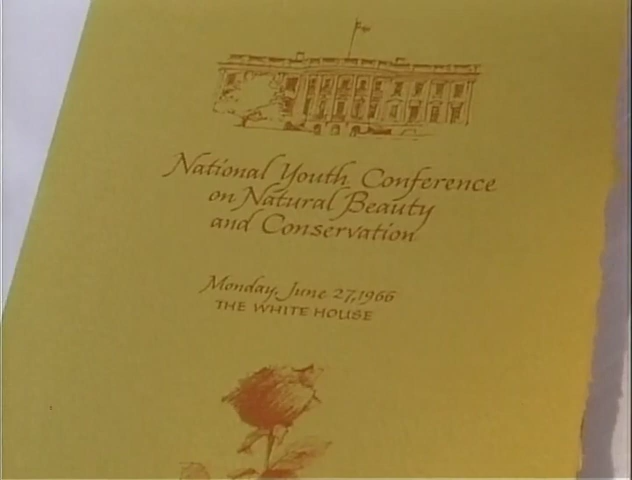 National Youth Conference
on Natural Beauty
and Conservation
Monday, June 27, 1966
THE WHITE HOUSE